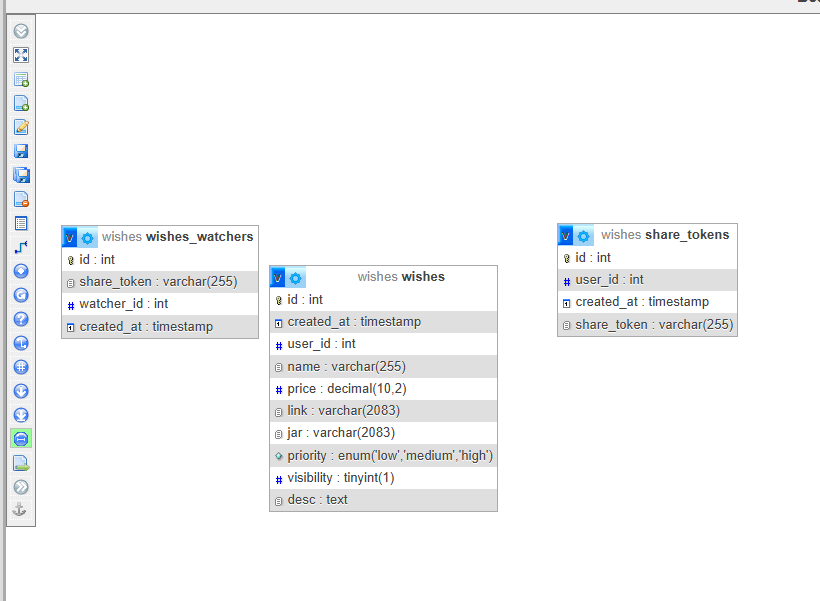 wishes wishes_watchers
id : int
share_token : varchar(255)
watcher_id : int
created_at : timestamp
wishes wishes
id : int
created_at : timestamp
user_id : int
name : varchar(255)
price : decimal(10,2)
link : varchar(2083)
jar : varchar(2083)
priority : enum('low','medium','high')
visibility : tinyint(1)
desc : text
wishes share_tokens
id : int
user_id : int
created_at : timestamp
share_token : varchar(255)